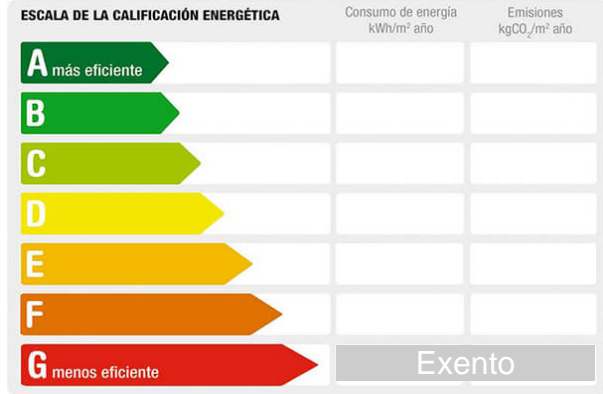 ESCALA DE LA CALIFICACIÓN ENERGÉTICA
Consumo de energía
kWh/m² año
Emisiones
kgCO₂/m² año
A más eficiente
B
C
D
E
F
G menos eficiente
Exento